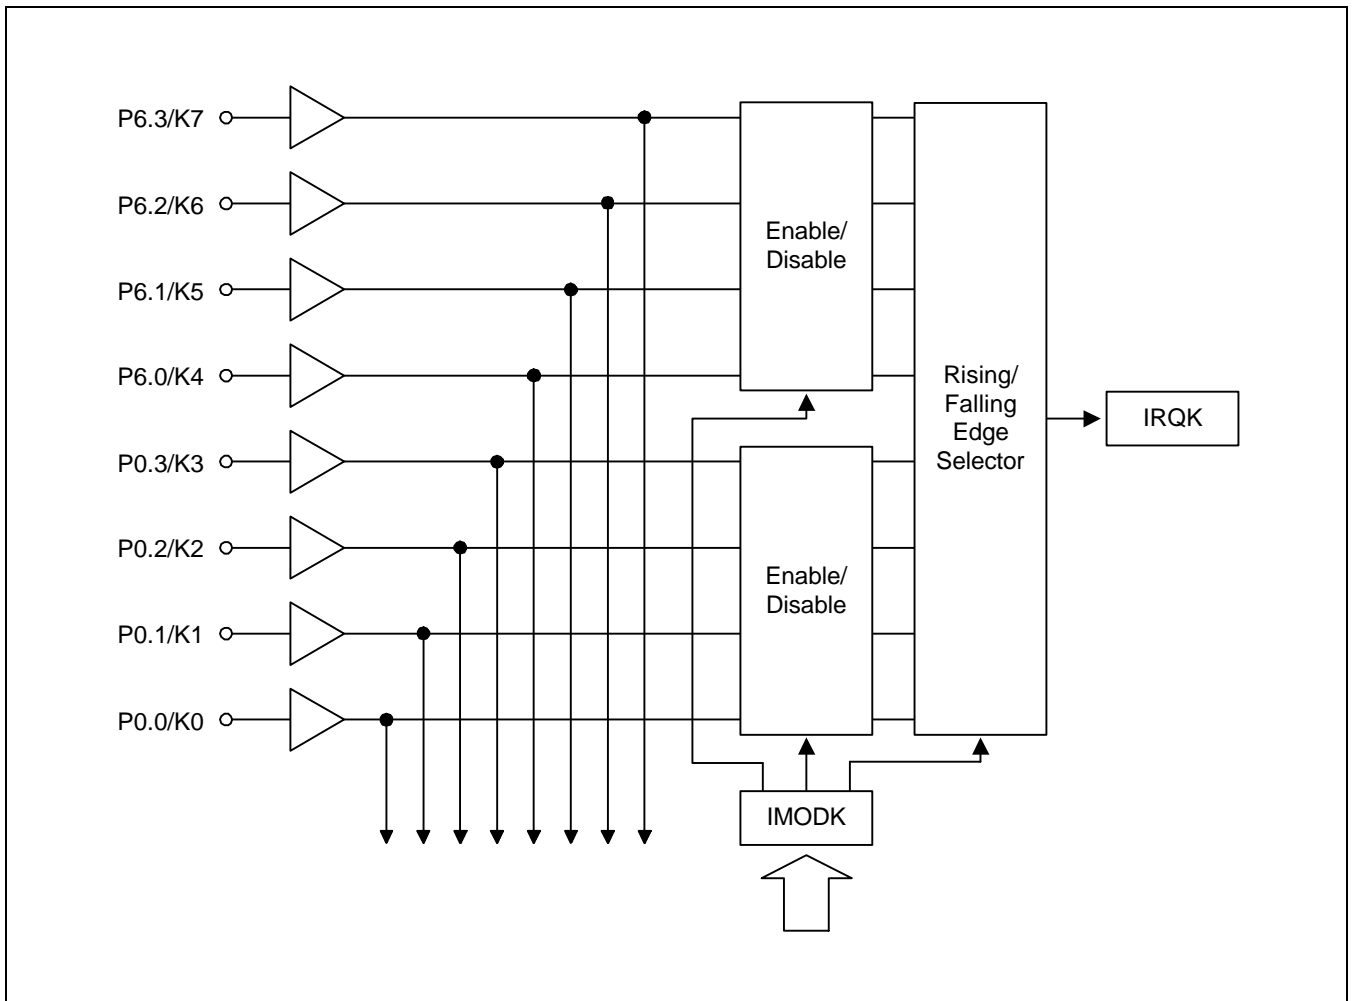 P6.3/K7
P6.2/K6
P6.1/K5
P6.0/K4
P0.3/K3
P0.2/K2
P0.1/K1
P0.0/K0
Enable/
Disable
Enable/
Disable
Rising/
Falling
Edge
Selector
IRQK
IMODK